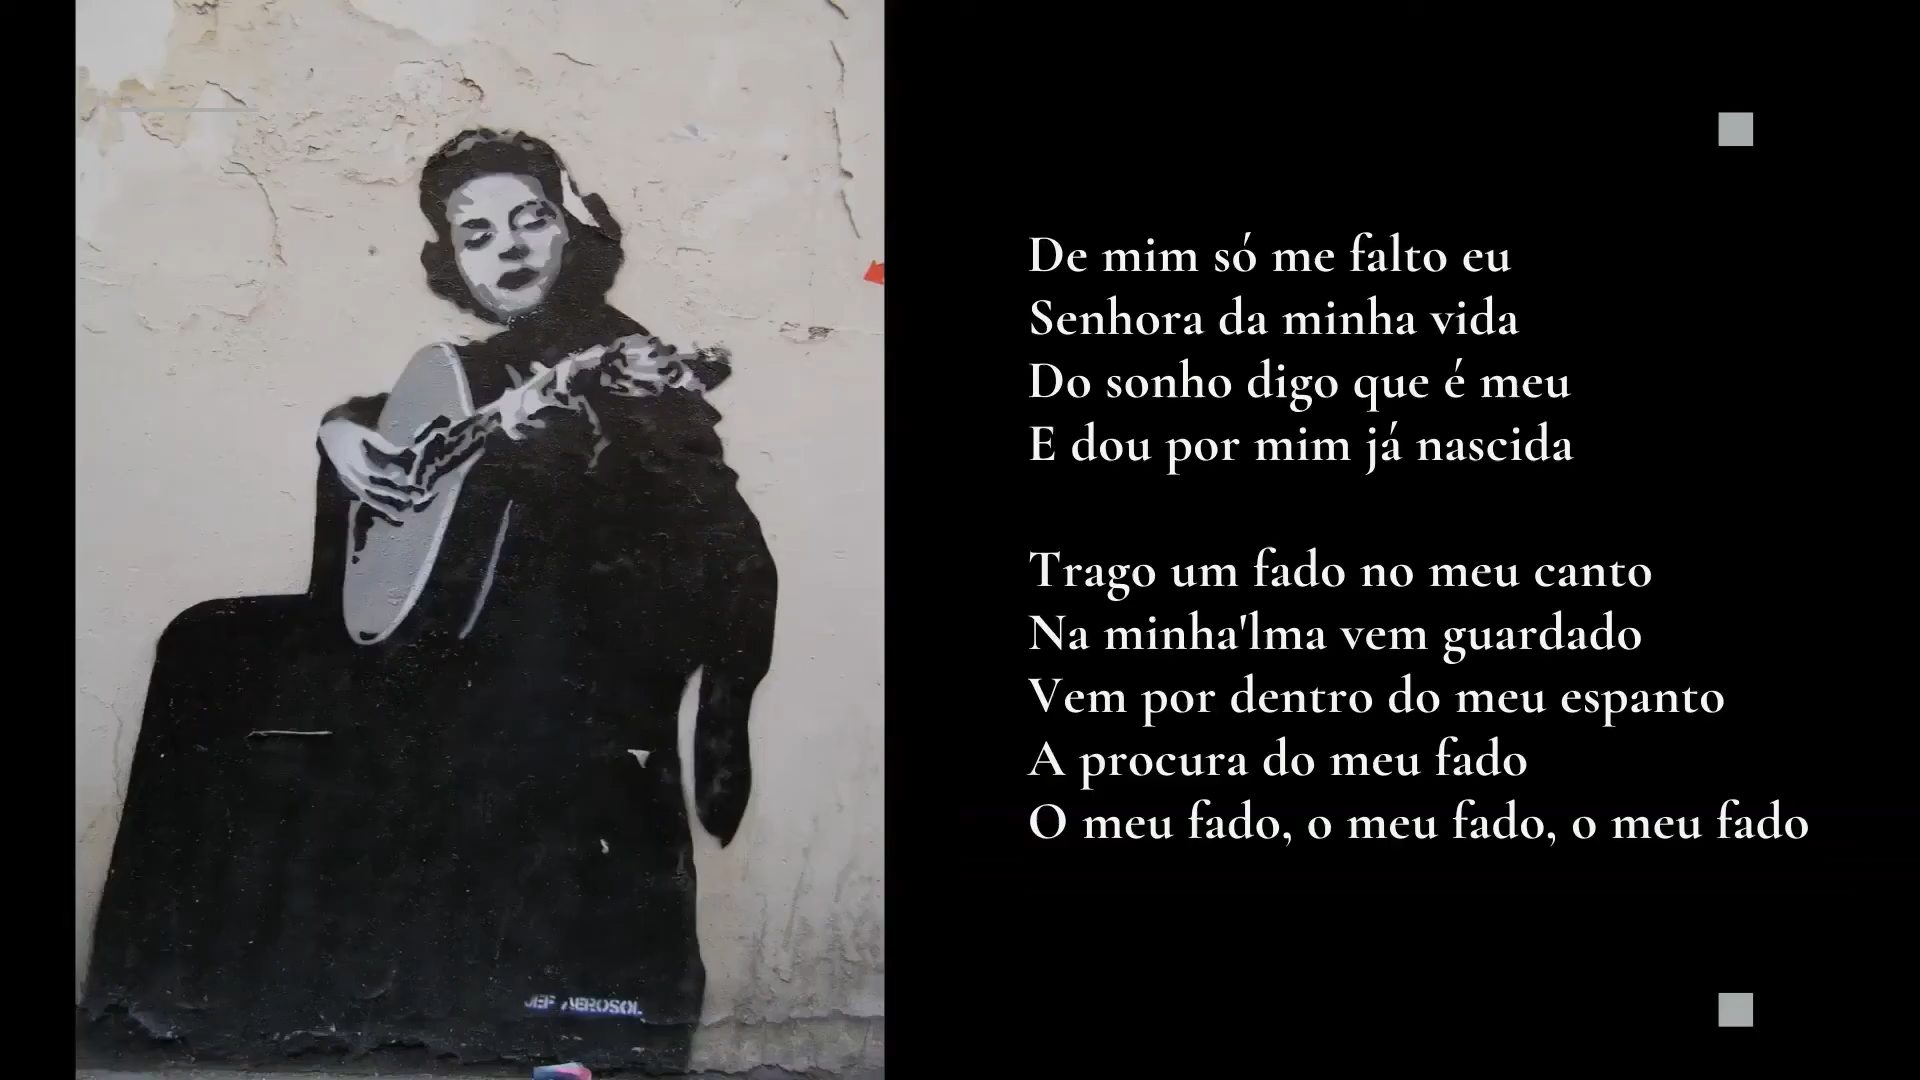 De mim só me falto eu
Senhora da minha vida
Do sonho digo que é meu
E dou por mim já nascida
Trago um fado no meu canto
Na minha'lma vem guardado
Vem por dentro do meu espanto
A procura do meu fado
O meu fado, o meu fado, o meu fado
JEF AEROSOL